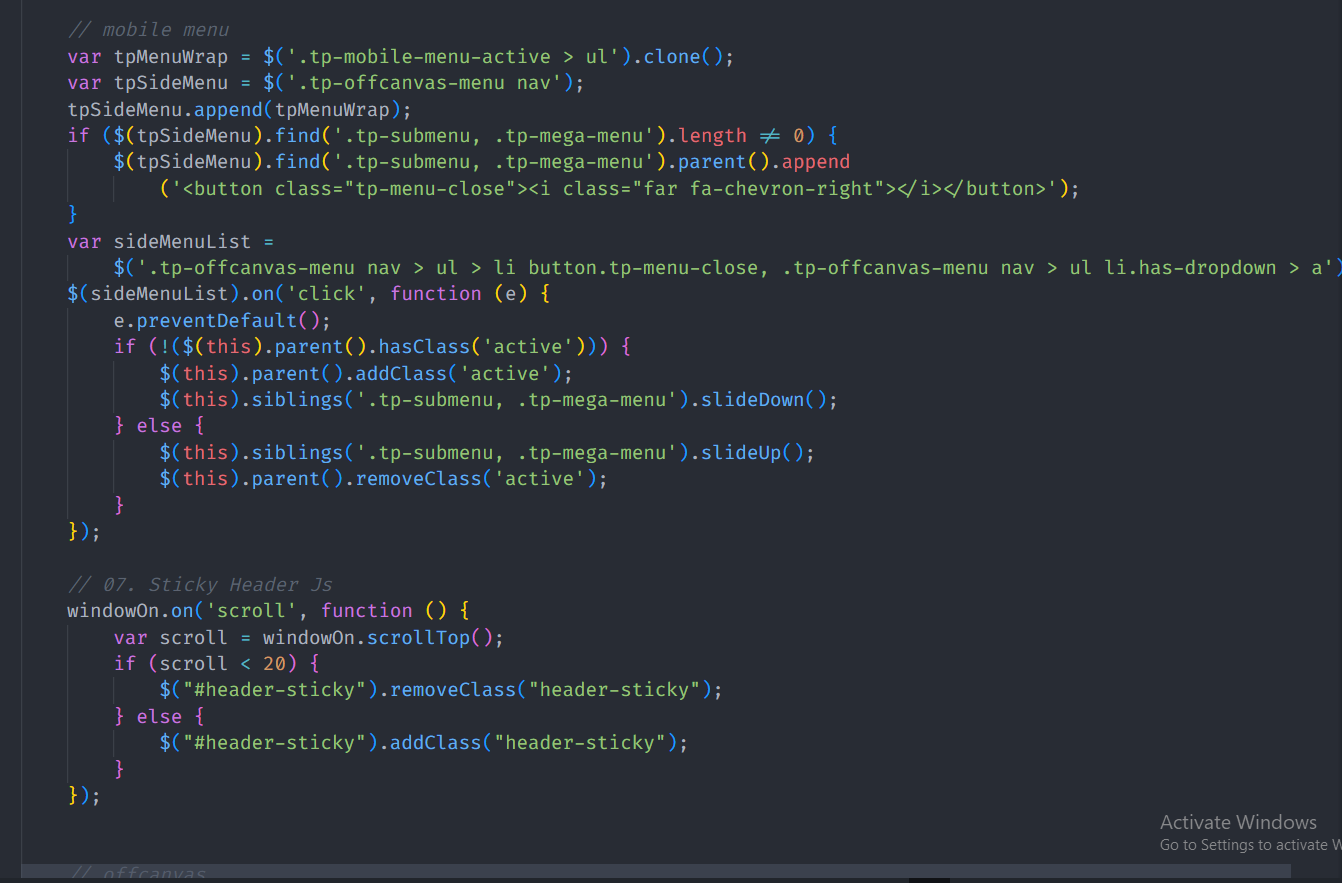 // mobile menu
var tpMenuWrap = $('.tp-mobile-menu-active > ul').clone();
var tpSideMenu = $('.tp-offcanvas-menu nav');
tpSideMenu.append(tpMenuWrap);
if ($(tpSideMenu).find('.tp-submenu, .tp-mega-menu').length != 0) {
$(tpSideMenu).find('.tp-submenu, .tp-mega-menu').parent().append
('<button class="tp-menu-close"><i class="far fa-chevron-right"></i></button>');
}
var sideMenuList =
$('.tp-offcanvas-menu nav > ul > li button.tp-menu-close, .tp-offcanvas-menu nav > ul li.has-dropdown > a')
$(sideMenuList).on('click', function (e) {
e.preventDefault();
if (!($(this).parent().hasClass('active'))) {
$(this).parent().addClass('active');
$(this).siblings('.tp-submenu, .tp-mega-menu').slideDown();
} else {
$(this).siblings('.tp-submenu, .tp-mega-menu').slideUp();
$(this).parent().removeClass('active');
}
});
// 07. Sticky Header Js
windowOn.on('scroll', function () {
var scroll = windowOn.scrollTop();
if (scroll < 20) {
$("#header-sticky").removeClass("header-sticky");
} else {
$("#header-sticky").addClass("header-sticky");
}
});
Activate Windows
Go to Settings to activate W
// offcanvas